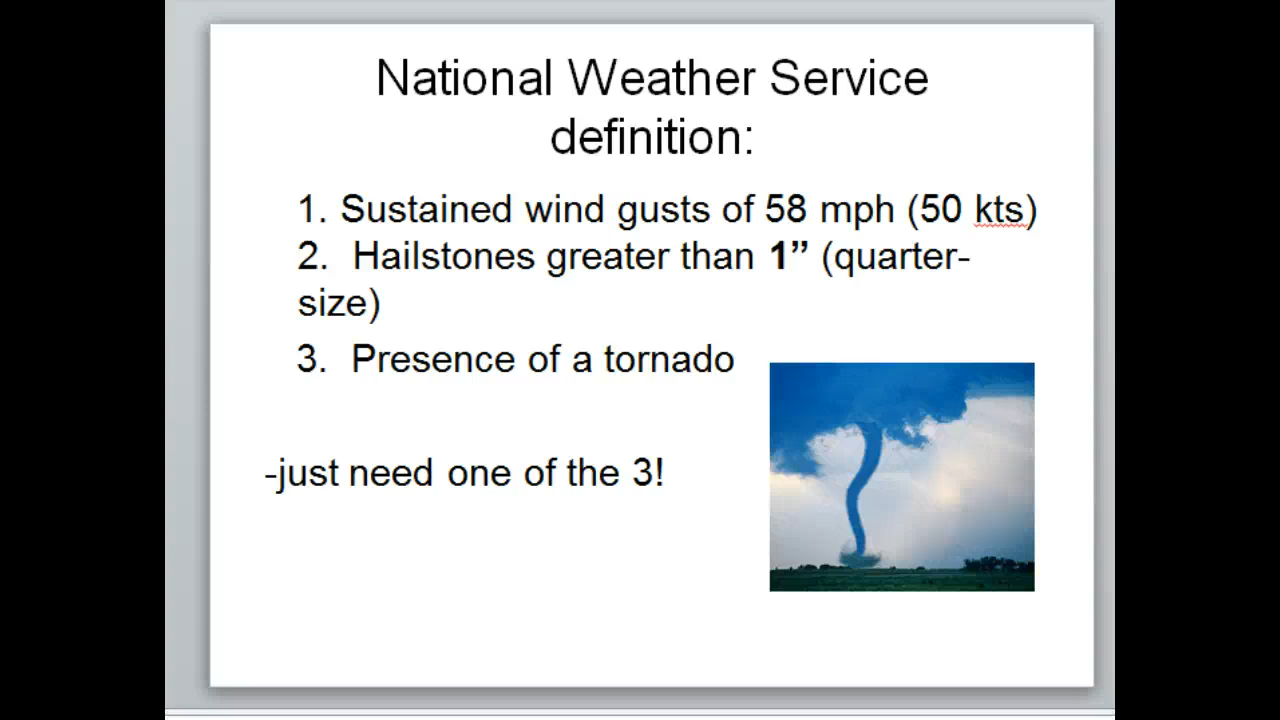 National Weather Service
definition:
1. Sustained wind gusts of 58 mph (50 kts)
2. Hailstones greater than 1” (quarter-
size)
3. Presence of a tornado
-just need one of the 3!